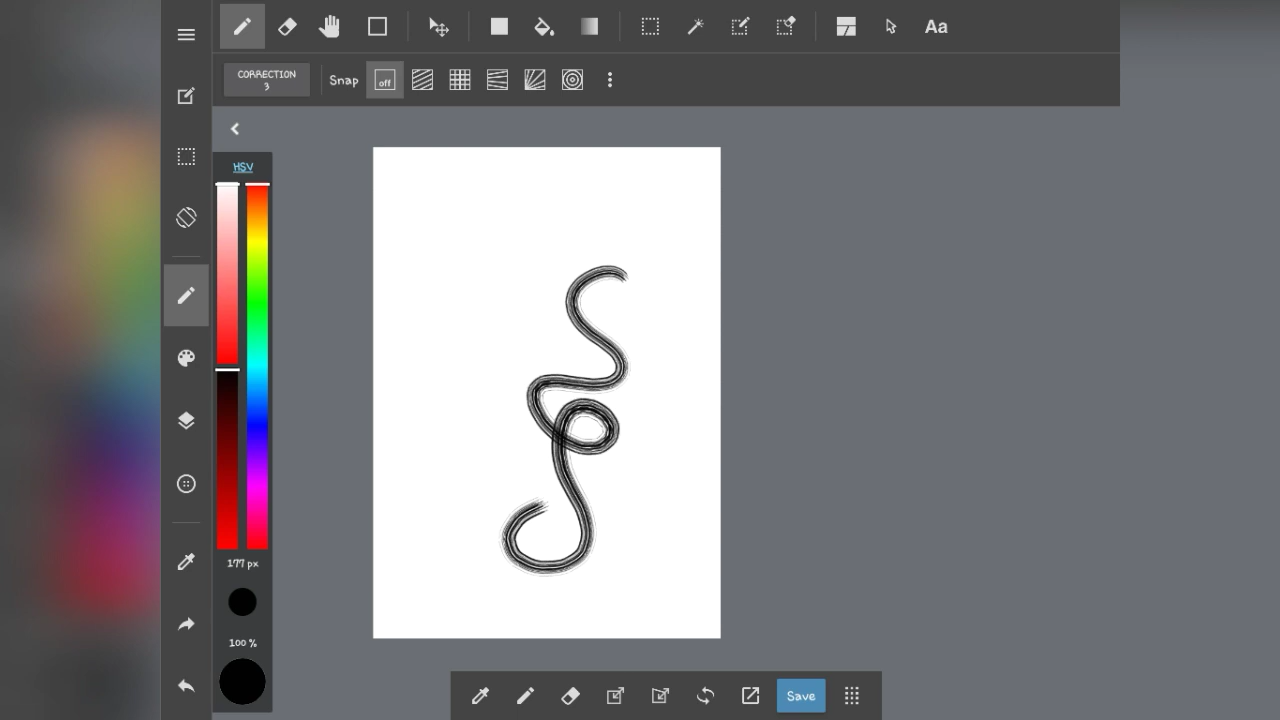 Aa
CORRECTION
3
Snap
off
HSV
177 px
100 %
Save